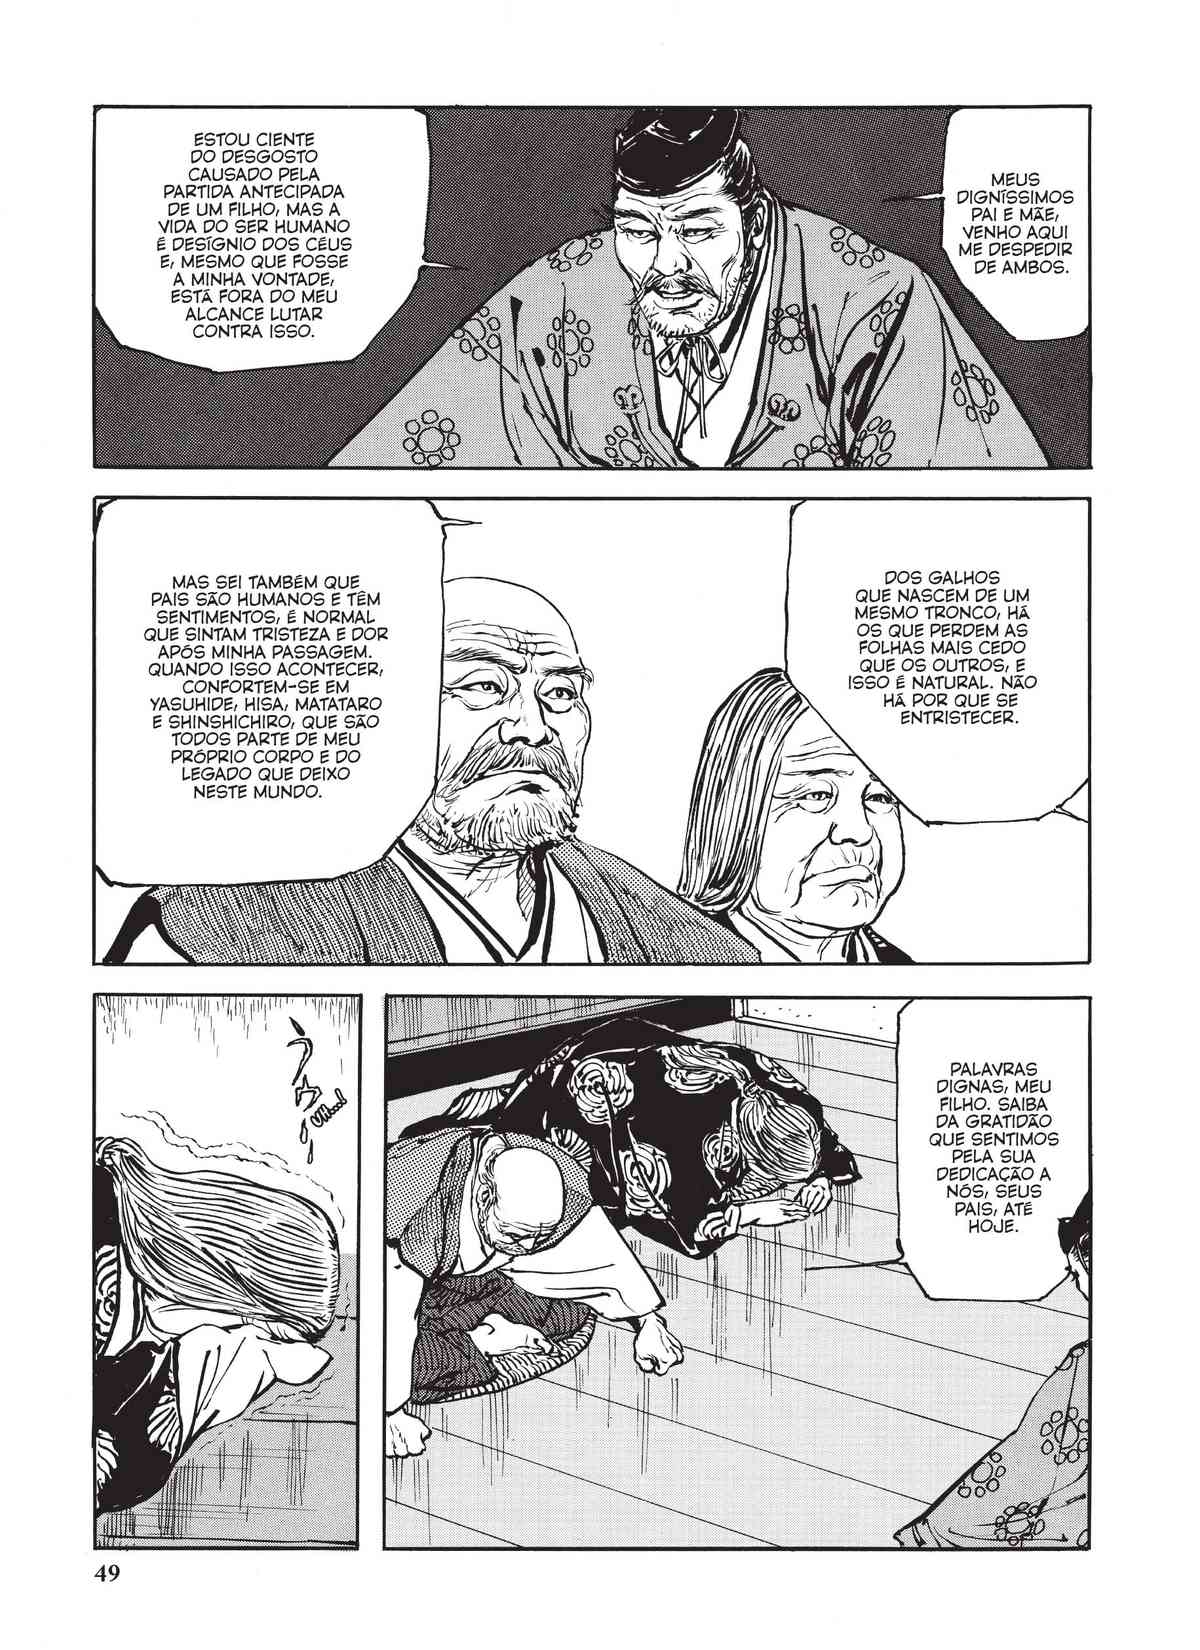 MEUS
DIGNÍSSIMOS
PAI E MÃE,
VENHO AQUI
ME DESPEDIR
DE AMBOS.
ESTOU CIENTE
DO DESGOSTO
CAUSADO PELA
PARTIDA ANTECIPADA
DE UM FILHO, MAS A
VIDA DO SER HUMANO
É DESÍGNIO DOS CÉUS
E, MESMO QUE FOSSE
A MINHA VONTADE,
ESTÁ FORA DO MEU
ALCANCE LUTAR
CONTRA ISSO.
DOS GALHOS
QUE NASCEM DE UM
MESMO TRONCO, HÁ
OS QUE PERDEM AS
FOLHAS MAIS CEDO
QUE OS OUTROS, E
ISSO É NATURAL. NÃO
HÁ POR QUE SE
ENTRISTECER.
MAS SEI TAMBÉM QUE
PAIS SÃO HUMANOS E TÊM
SENTIMENTOS, É NORMAL
QUE SINTAM TRISTEZA E DOR
APÓS MINHA PASSAGEM.
QUANDO ISSO ACONTECER,
CONFORTEM-SE EM
YASUHIDE, HISA, MATATARO
E SHINSHICHIRO, QUE SÃO
TODOS PARTE DE MEU
PRÓPRIO CORPO E DO
LEGADO QUE DEIXO
NESTE MUNDO.
PALAVRAS
DIGNAS, MEU
FILHO. SAIBA
DA GRATIDÃO
QUE SENTIMOS
PELA SUA
DEDICAÇÃO A
NÓS, SEUS
PAIS, ATÉ
HOJE.
うウ
49